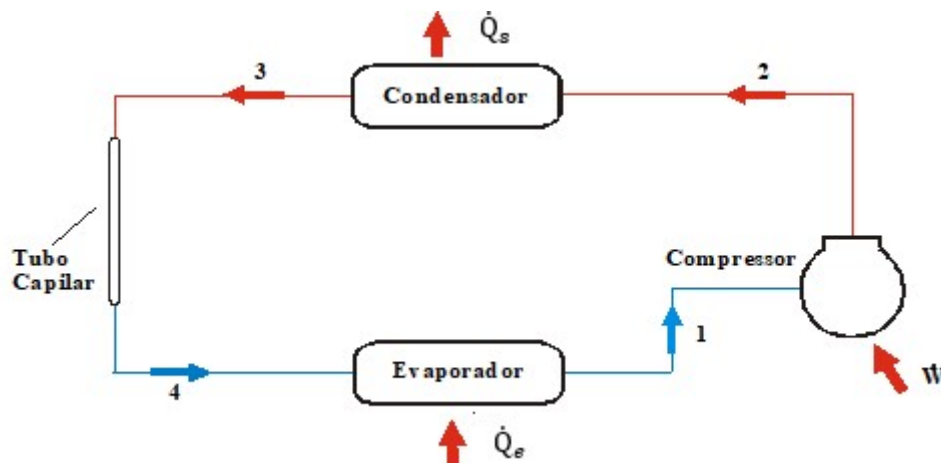 Q̇s
3
2
Condensador
Tubo
Capilar
Compressor
1
Evaporador
4
Ẇ
Q̇e